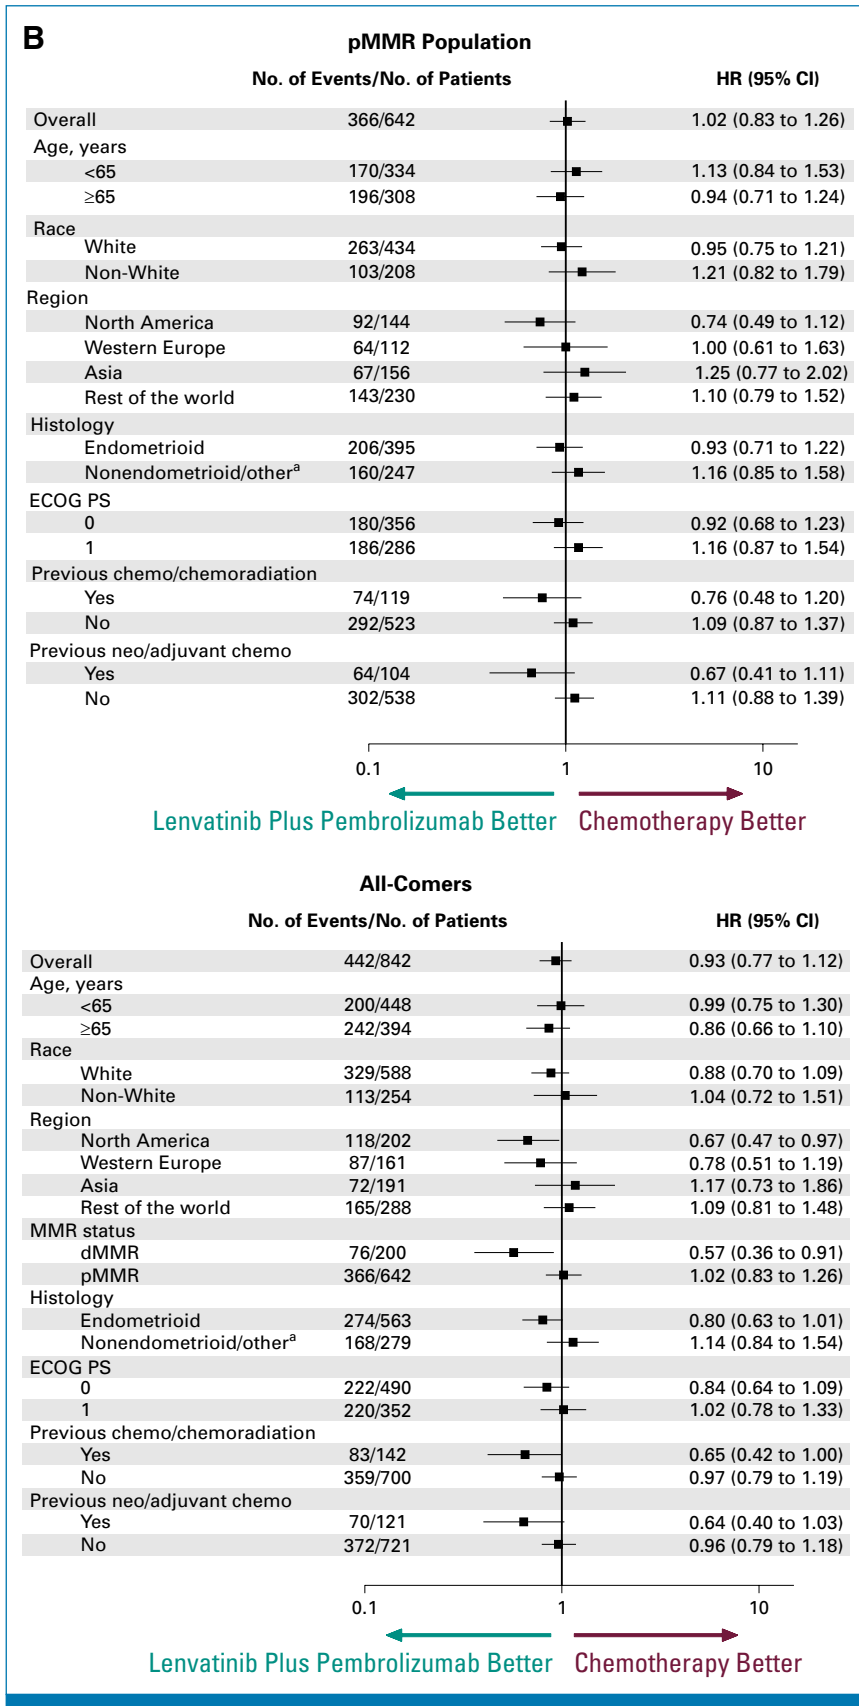 B
pMMR Population
No. of Events/No. of Patients HR (95% CI)
Overall 366/642 1.02 (0.83 to 1.26)
Age, years
<65 170/334 1.13 (0.84 to 1.53)
≥65 196/308 0.94 (0.71 to 1.24)
Race
White 263/434 0.95 (0.75 to 1.21)
Non-White 103/208 1.21 (0.82 to 1.79)
Region
North America 92/144 0.74 (0.49 to 1.12)
Western Europe 64/112 1.00 (0.61 to 1.63)
Asia 67/156 1.25 (0.77 to 2.02)
Rest of the world 143/230 1.10 (0.79 to 1.52)
Histology
Endometrioid 206/395 0.93 (0.71 to 1.22)
Nonendometrioid/otherᵃ 160/247 1.16 (0.85 to 1.58)
ECOG PS
0 180/356 0.92 (0.68 to 1.23)
1 186/286 1.16 (0.87 to 1.54)
Previous chemo/chemoradiation
Yes 74/119 0.76 (0.48 to 1.20)
No 292/523 1.09 (0.87 to 1.37)
Previous neo/adjuvant chemo
Yes 64/104 0.67 (0.41 to 1.11)
No 302/538 1.11 (0.88 to 1.39)
0.1 1 10
Lenvatinib Plus Pembrolizumab Better Chemotherapy Better
All-Comers
No. of Events/No. of Patients HR (95% CI)
Overall 442/842 0.93 (0.77 to 1.12)
Age, years
<65 200/448 0.99 (0.75 to 1.30)
≥65 242/394 0.86 (0.66 to 1.10)
Race
White 329/588 0.88 (0.70 to 1.09)
Non-White 113/254 1.04 (0.72 to 1.51)
Region
North America 118/202 0.67 (0.47 to 0.97)
Western Europe 87/161 0.78 (0.51 to 1.19)
Asia 72/191 1.17 (0.73 to 1.86)
Rest of the world 165/288 1.09 (0.81 to 1.48)
MMR status
dMMR 76/200 0.57 (0.36 to 0.91)
pMMR 366/642 1.02 (0.83 to 1.26)
Histology
Endometrioid 274/563 0.80 (0.63 to 1.01)
Nonendometrioid/otherᵃ 168/279 1.14 (0.84 to 1.54)
ECOG PS
0 222/490 0.84 (0.64 to 1.09)
1 220/352 1.02 (0.78 to 1.33)
Previous chemo/chemoradiation
Yes 83/142 0.65 (0.42 to 1.00)
No 359/700 0.97 (0.79 to 1.19)
Previous neo/adjuvant chemo
Yes 70/121 0.64 (0.40 to 1.03)
No 372/721 0.96 (0.79 to 1.18)
0.1 1 10
Lenvatinib Plus Pembrolizumab Better Chemotherapy Better